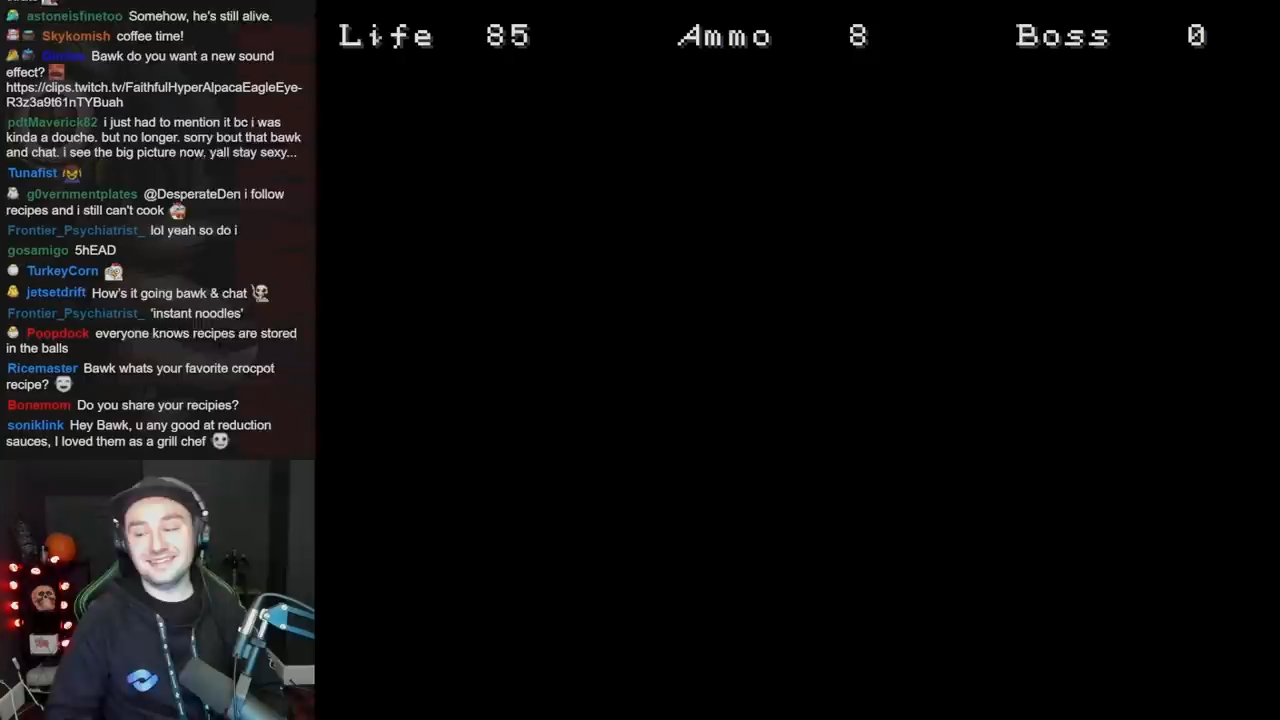 astoneisfinetoo Somehow, he's still alive.
Skykomish coffee time!
Bawk do you want a new sound
effect?
https://clips.twitch.tv/FaithfulHyperAlpacaEagleEye-
R3z3a9t61nTYBuah
pdtMaverick82 i just had to mention it bc i was
kinda a douche. but no longer. sorry bout that bawk
and chat. i see the big picture now. yall stay sexy...
Tunafist
g0vernmentplates @DesperateDen i follow
recipes and i still can't cook
Frontier_Psychiatrist_ lol yeah so do i
gosamigo 5hEAD
TurkeyCorn
jetsetdrift How's it going bawk & chat
Frontier_Psychiatrist_ 'instant noodles'
Poopdock everyone knows recipes are stored
in the balls
Ricemaster Bawk whats your favorite crocpot
recipe?
Bonemom Do you share your recipies?
soniklink Hey Bawk, u any good at reduction
sauces, I loved them as a grill chef
Life 85 Ammo 8 Boss 0